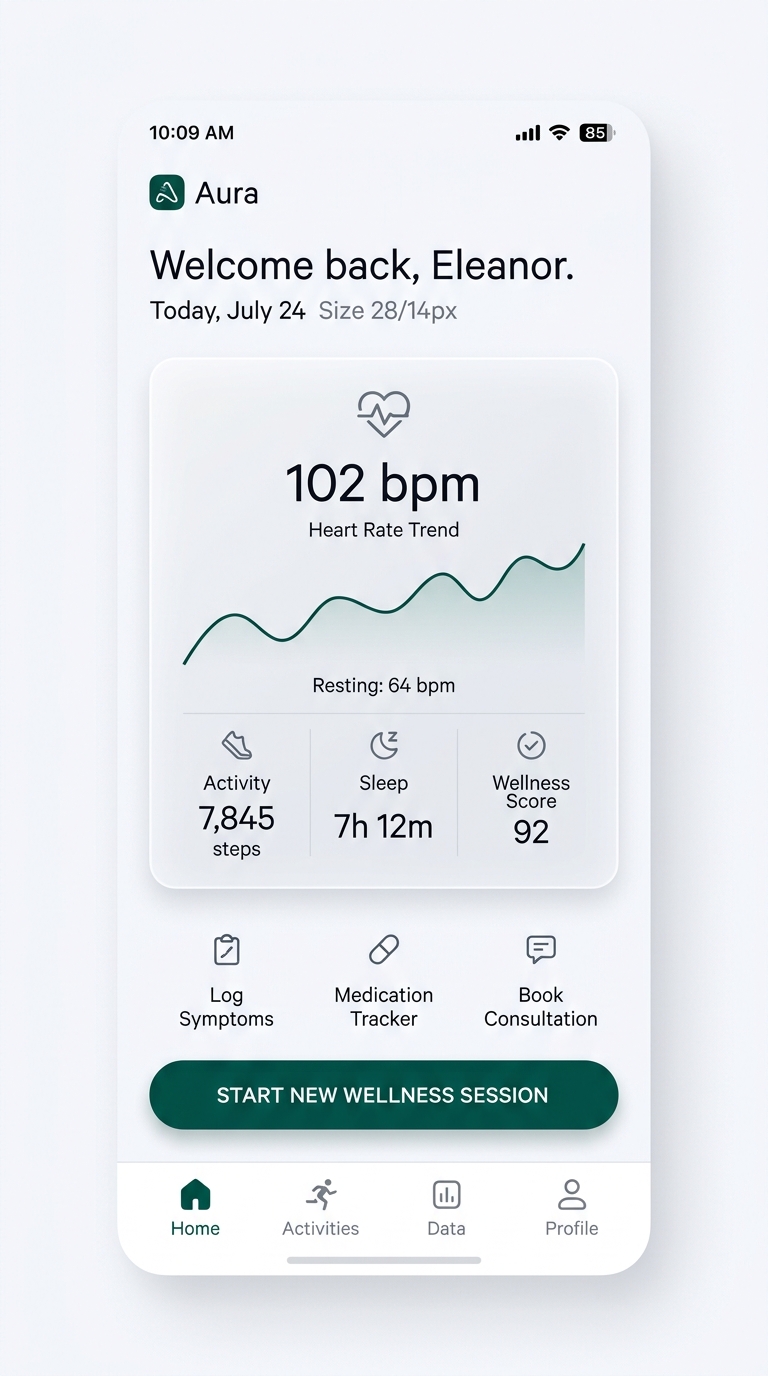 10:09 AM
85
Aura
Welcome back, Eleanor.
Today, July 24 Size 28/14px
102 bpm
Heart Rate Trend
Resting: 64 bpm
Activity
7,845
steps
Sleep
7h 12m
Wellness
Score
92
Log
Symptoms
Medication
Tracker
Book
Consultation
START NEW WELLNESS SESSION
Home
Activities
Data
Profile